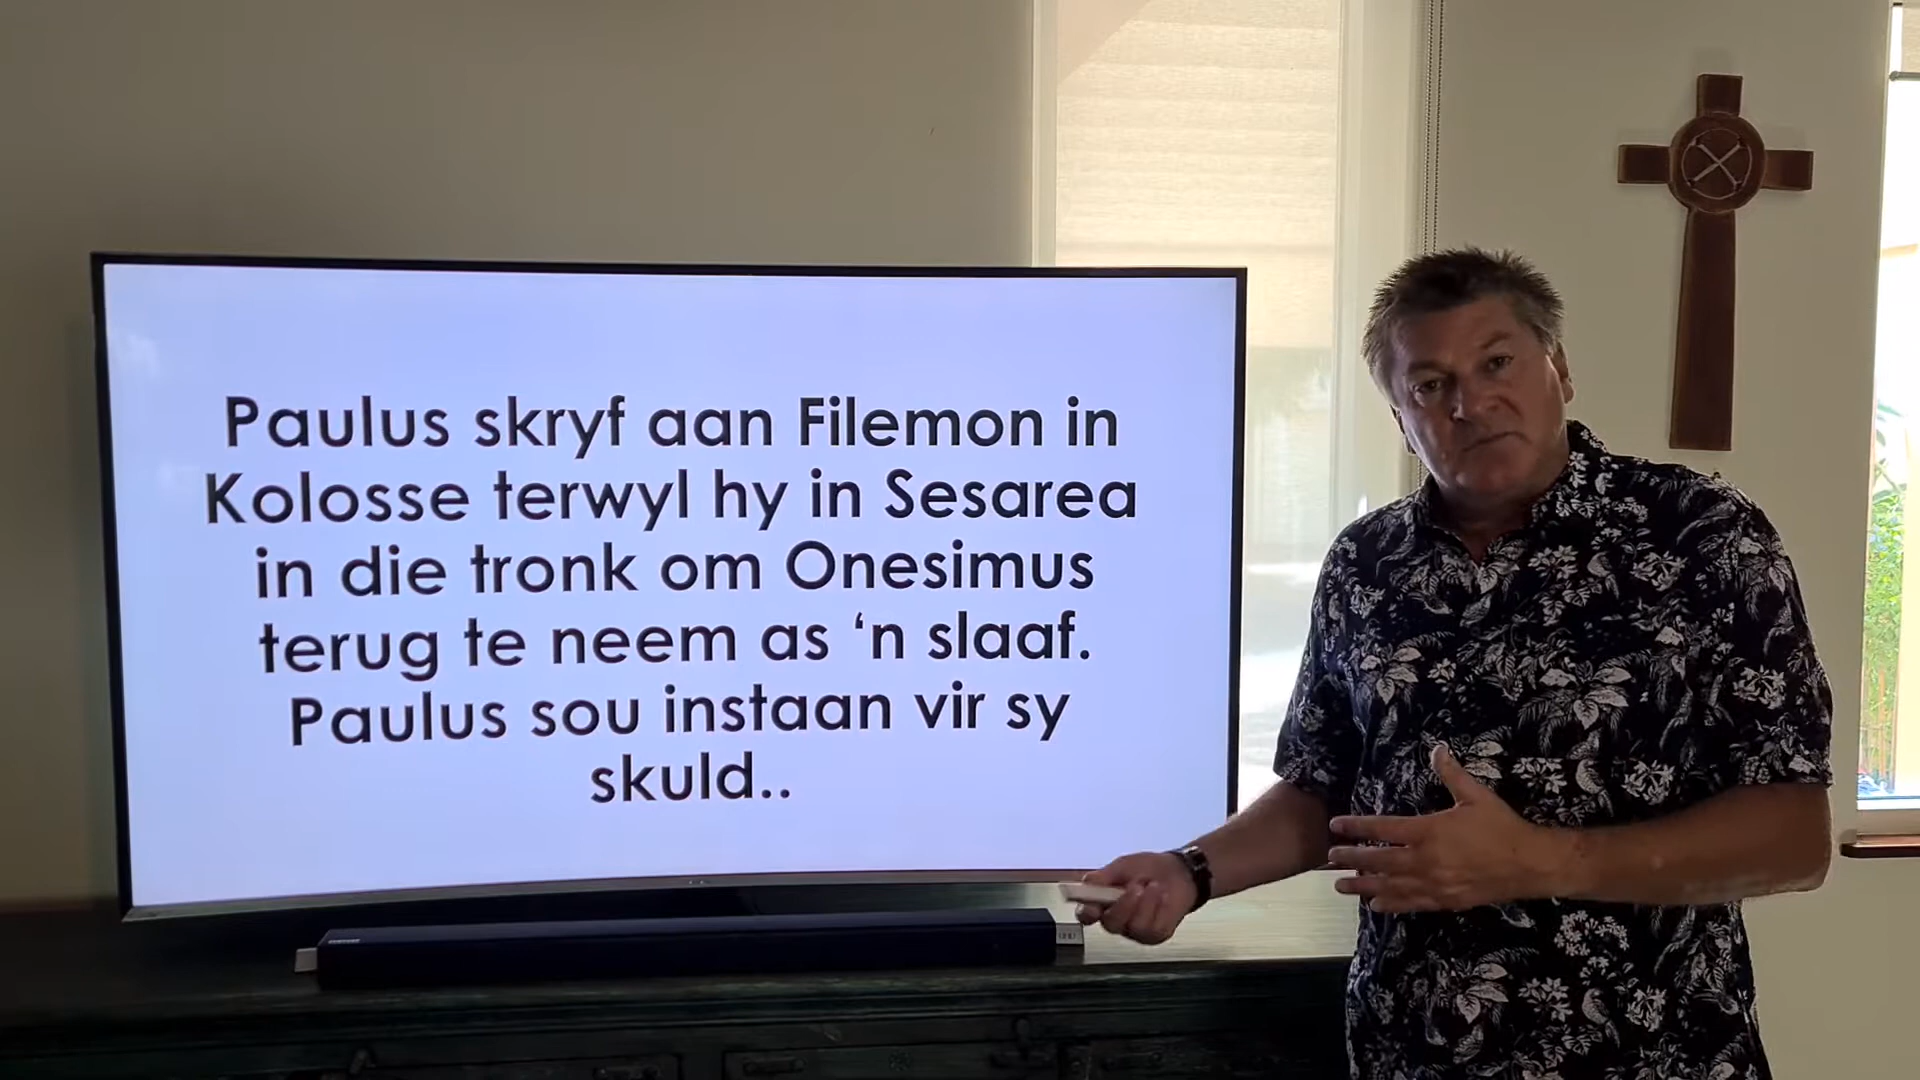 Paulus skryf aan Filemon in
Kolosse terwyl hy in Sesarea
in die tronk om Onesimus
terug te neem as ‘n slaaf.
Paulus sou instaan vir sy
skuld..